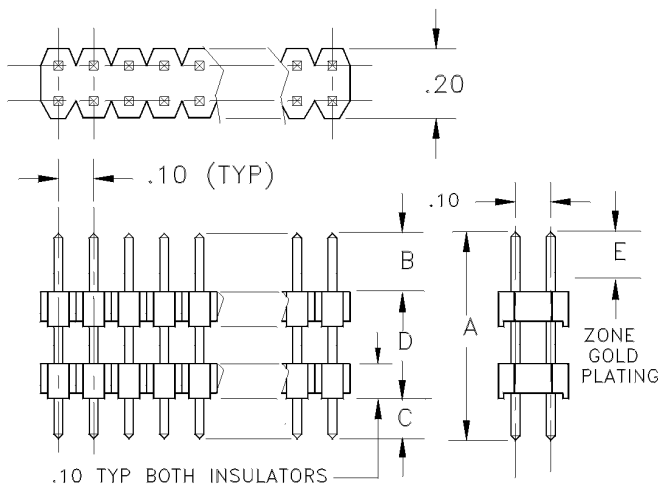 .20
.10 (TYP)
.10
B
E
A
D
ZONE
GOLD
PLATING
C
.10 TYP BOTH INSULATORS